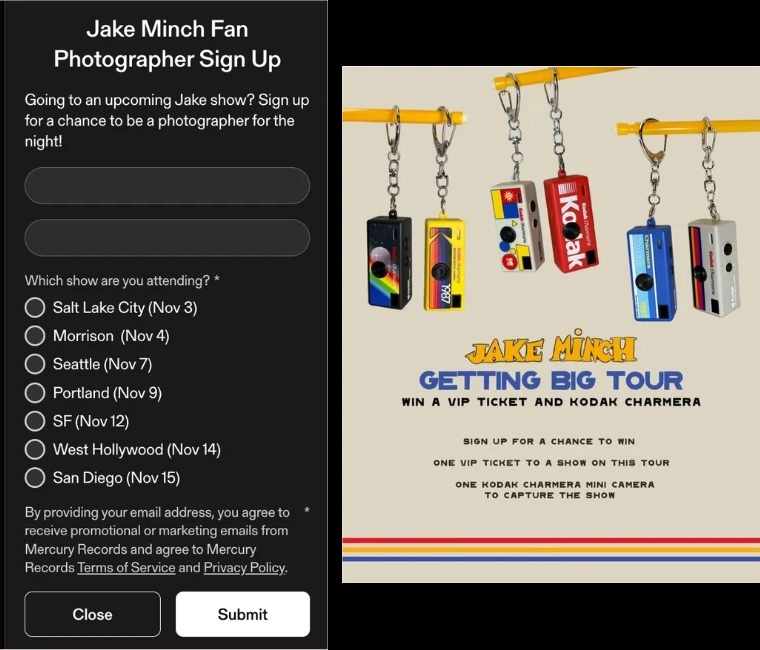 Jake Minch Fan
Photographer Sign Up
Going to an upcoming Jake show? Sign up
for a chance to be a photographer for the
night!
Which show are you attending? *
Salt Lake City (Nov 3)
Morrison (Nov 4)
Seattle (Nov 7)
Portland (Nov 9)
SF (Nov 12)
West Hollywood (Nov 14)
San Diego (Nov 15)
By providing your email address, you agree to *
receive promotional or marketing emails from
Mercury Records and agree to Mercury
Records Terms of Service and Privacy Policy.
Close
Submit
Kodak
1987
JAKE MINCH
GETTING BIG TOUR
WIN A VIP TICKET AND KODAK CHARMERA
SIGN UP FOR A CHANCE TO WIN
ONE VIP TICKET TO A SHOW ON THIS TOUR
ONE KODAK CHARMERA MINI CAMERA
TO CAPTURE THE SHOW